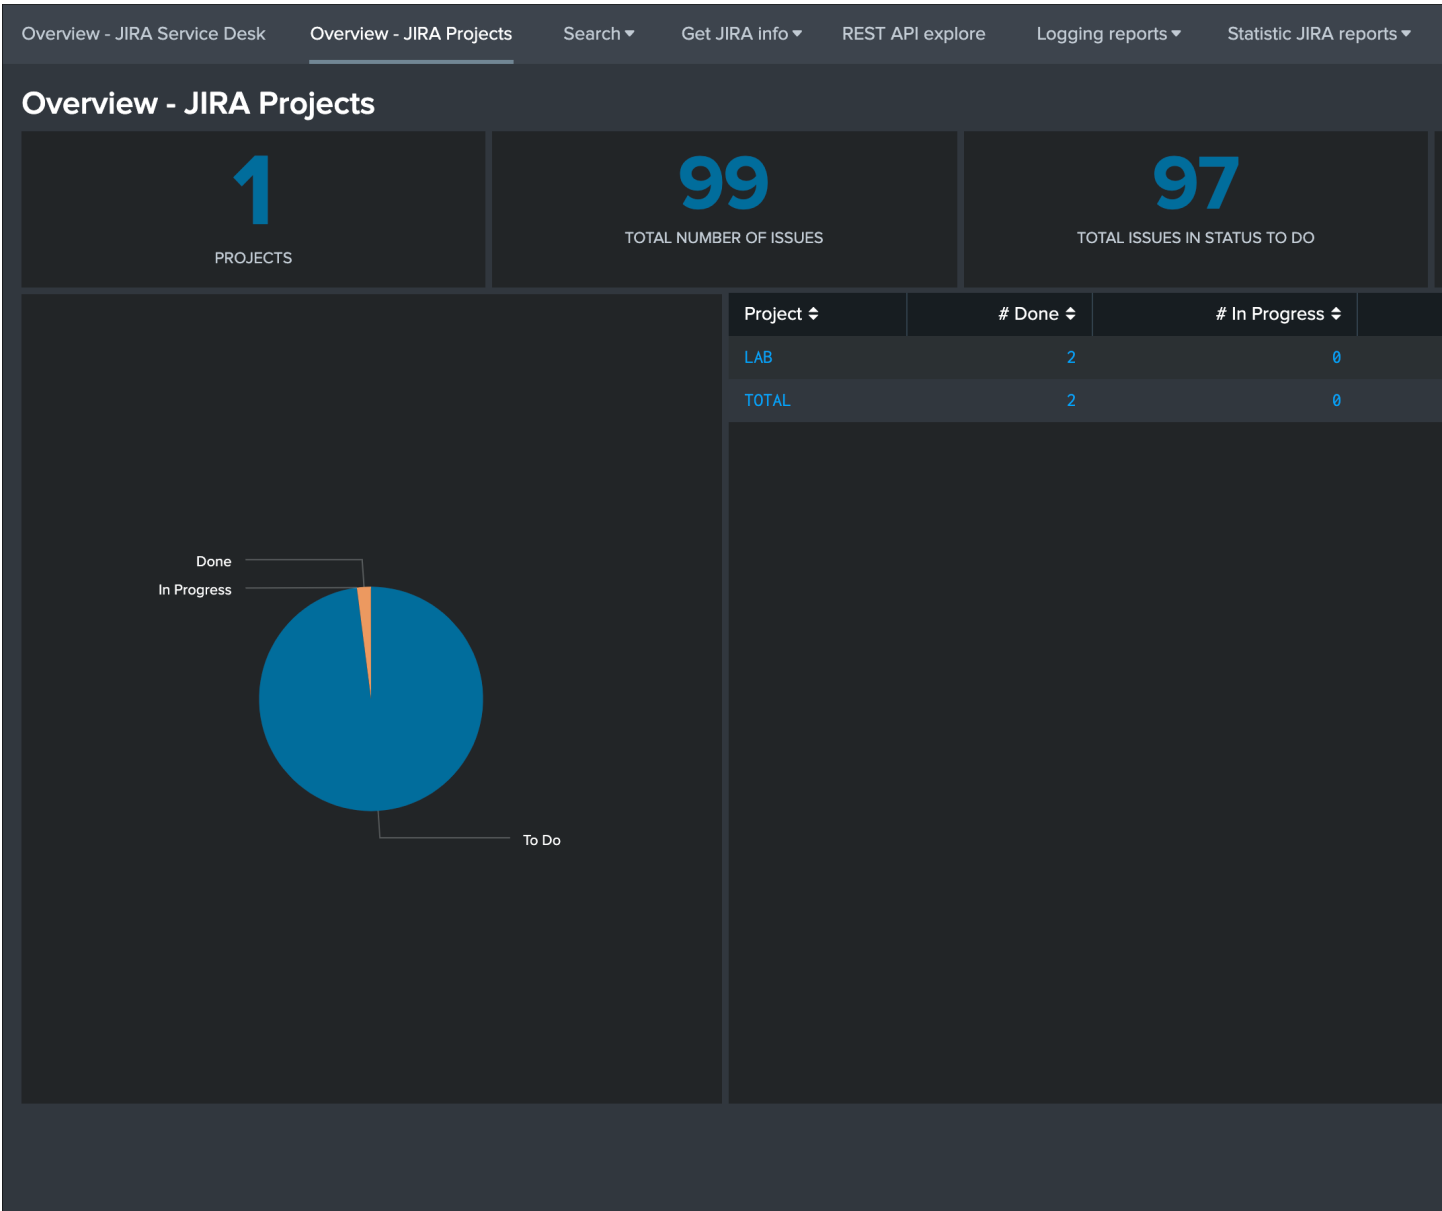 Overview - JIRA Service Desk Overview - JIRA Projects Search Get JIRA info REST API explore Logging reports Statistic JIRA reports
Overview - JIRA Projects
1 99 97
PROJECTS TOTAL NUMBER OF ISSUES TOTAL ISSUES IN STATUS TO DO
Project # Done # In Progress
LAB 2 0
TOTAL 2 0
Done
In Progress
To Do